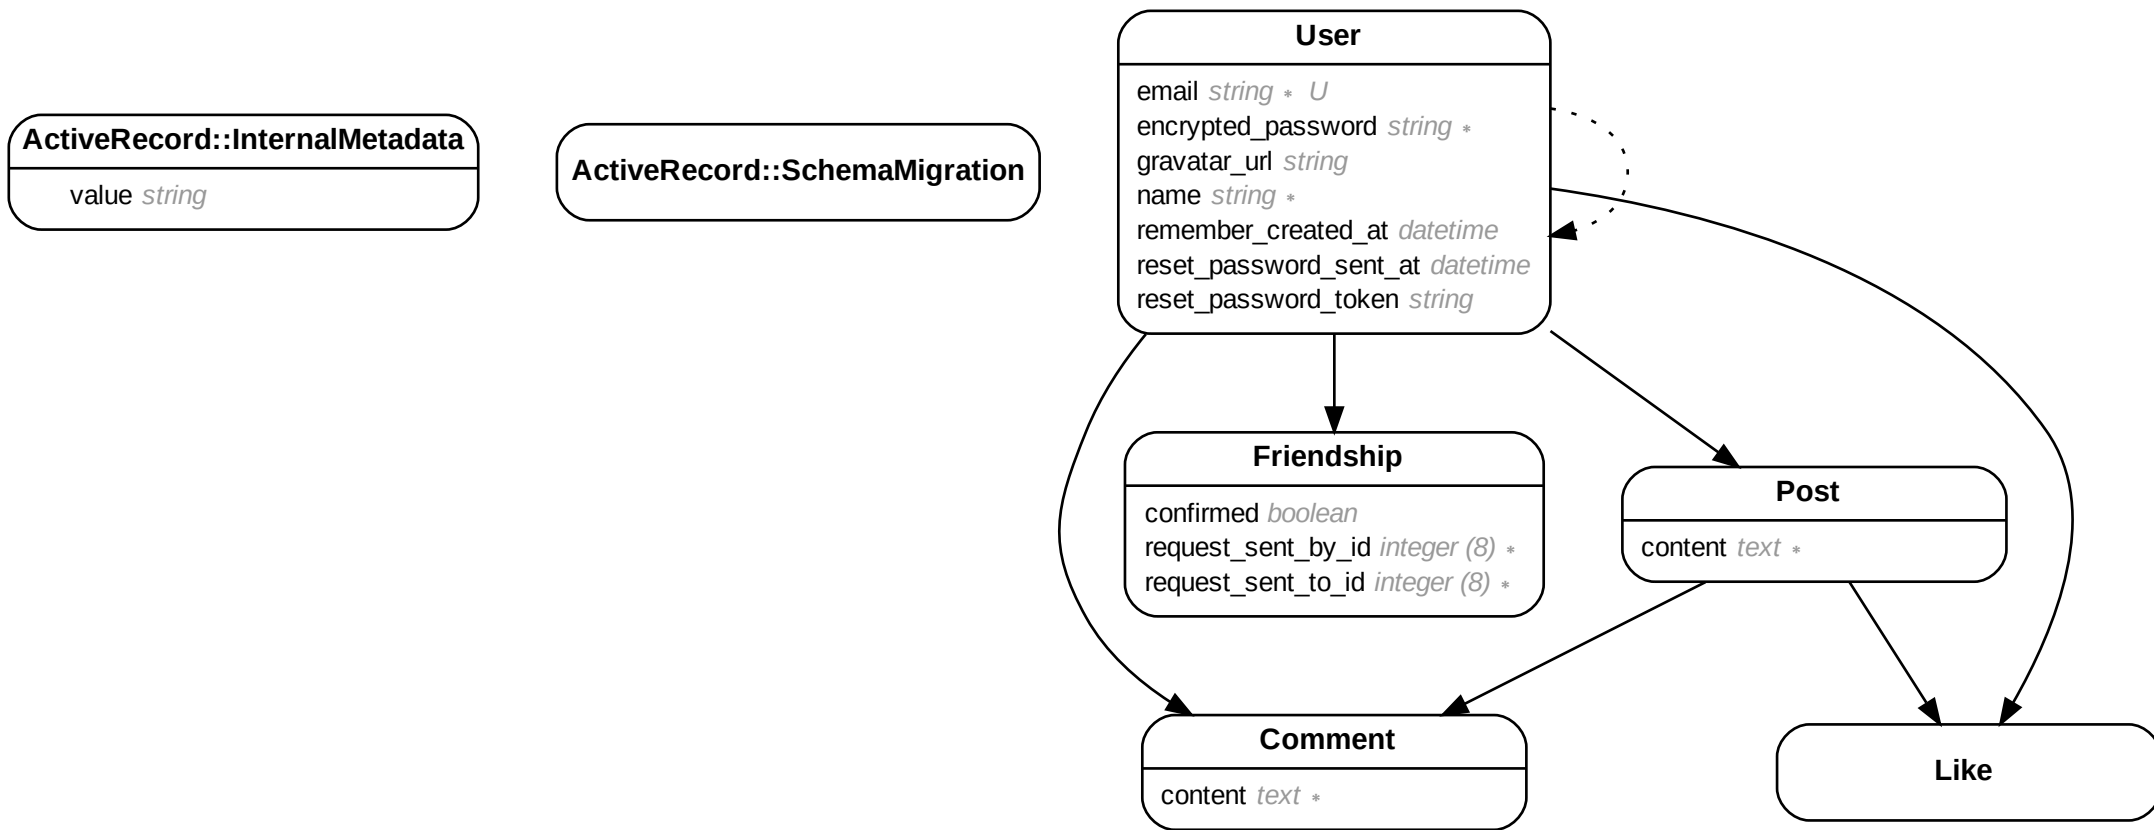 ActiveRecord::InternalMetadata
value string
ActiveRecord::SchemaMigration
User
email string * U
encrypted_password string *
gravatar_url string
name string *
remember_created_at datetime
reset_password_sent_at datetime
reset_password_token string
Friendship
confirmed boolean
request_sent_by_id integer (8) *
request_sent_to_id integer (8) *
Post
content text *
Comment
content text *
Like